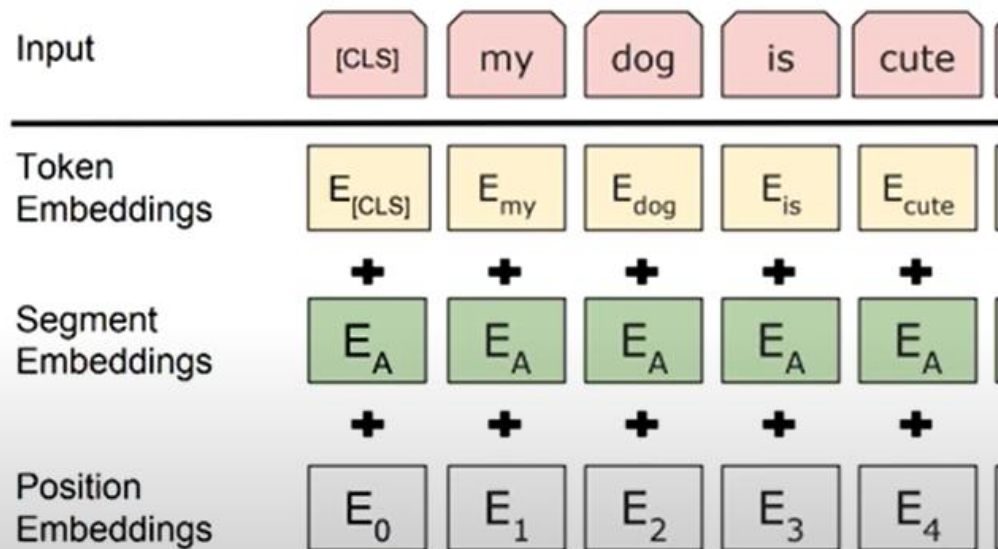 Input [CLS] my dog is cute
Token
Embeddings
E[CLS] Emy Edog Eis Ecute
+ + + + +
Segment
Embeddings
EA EA EA EA EA
+ + + + +
Position
Embeddings
E0 E1 E2 E3 E4